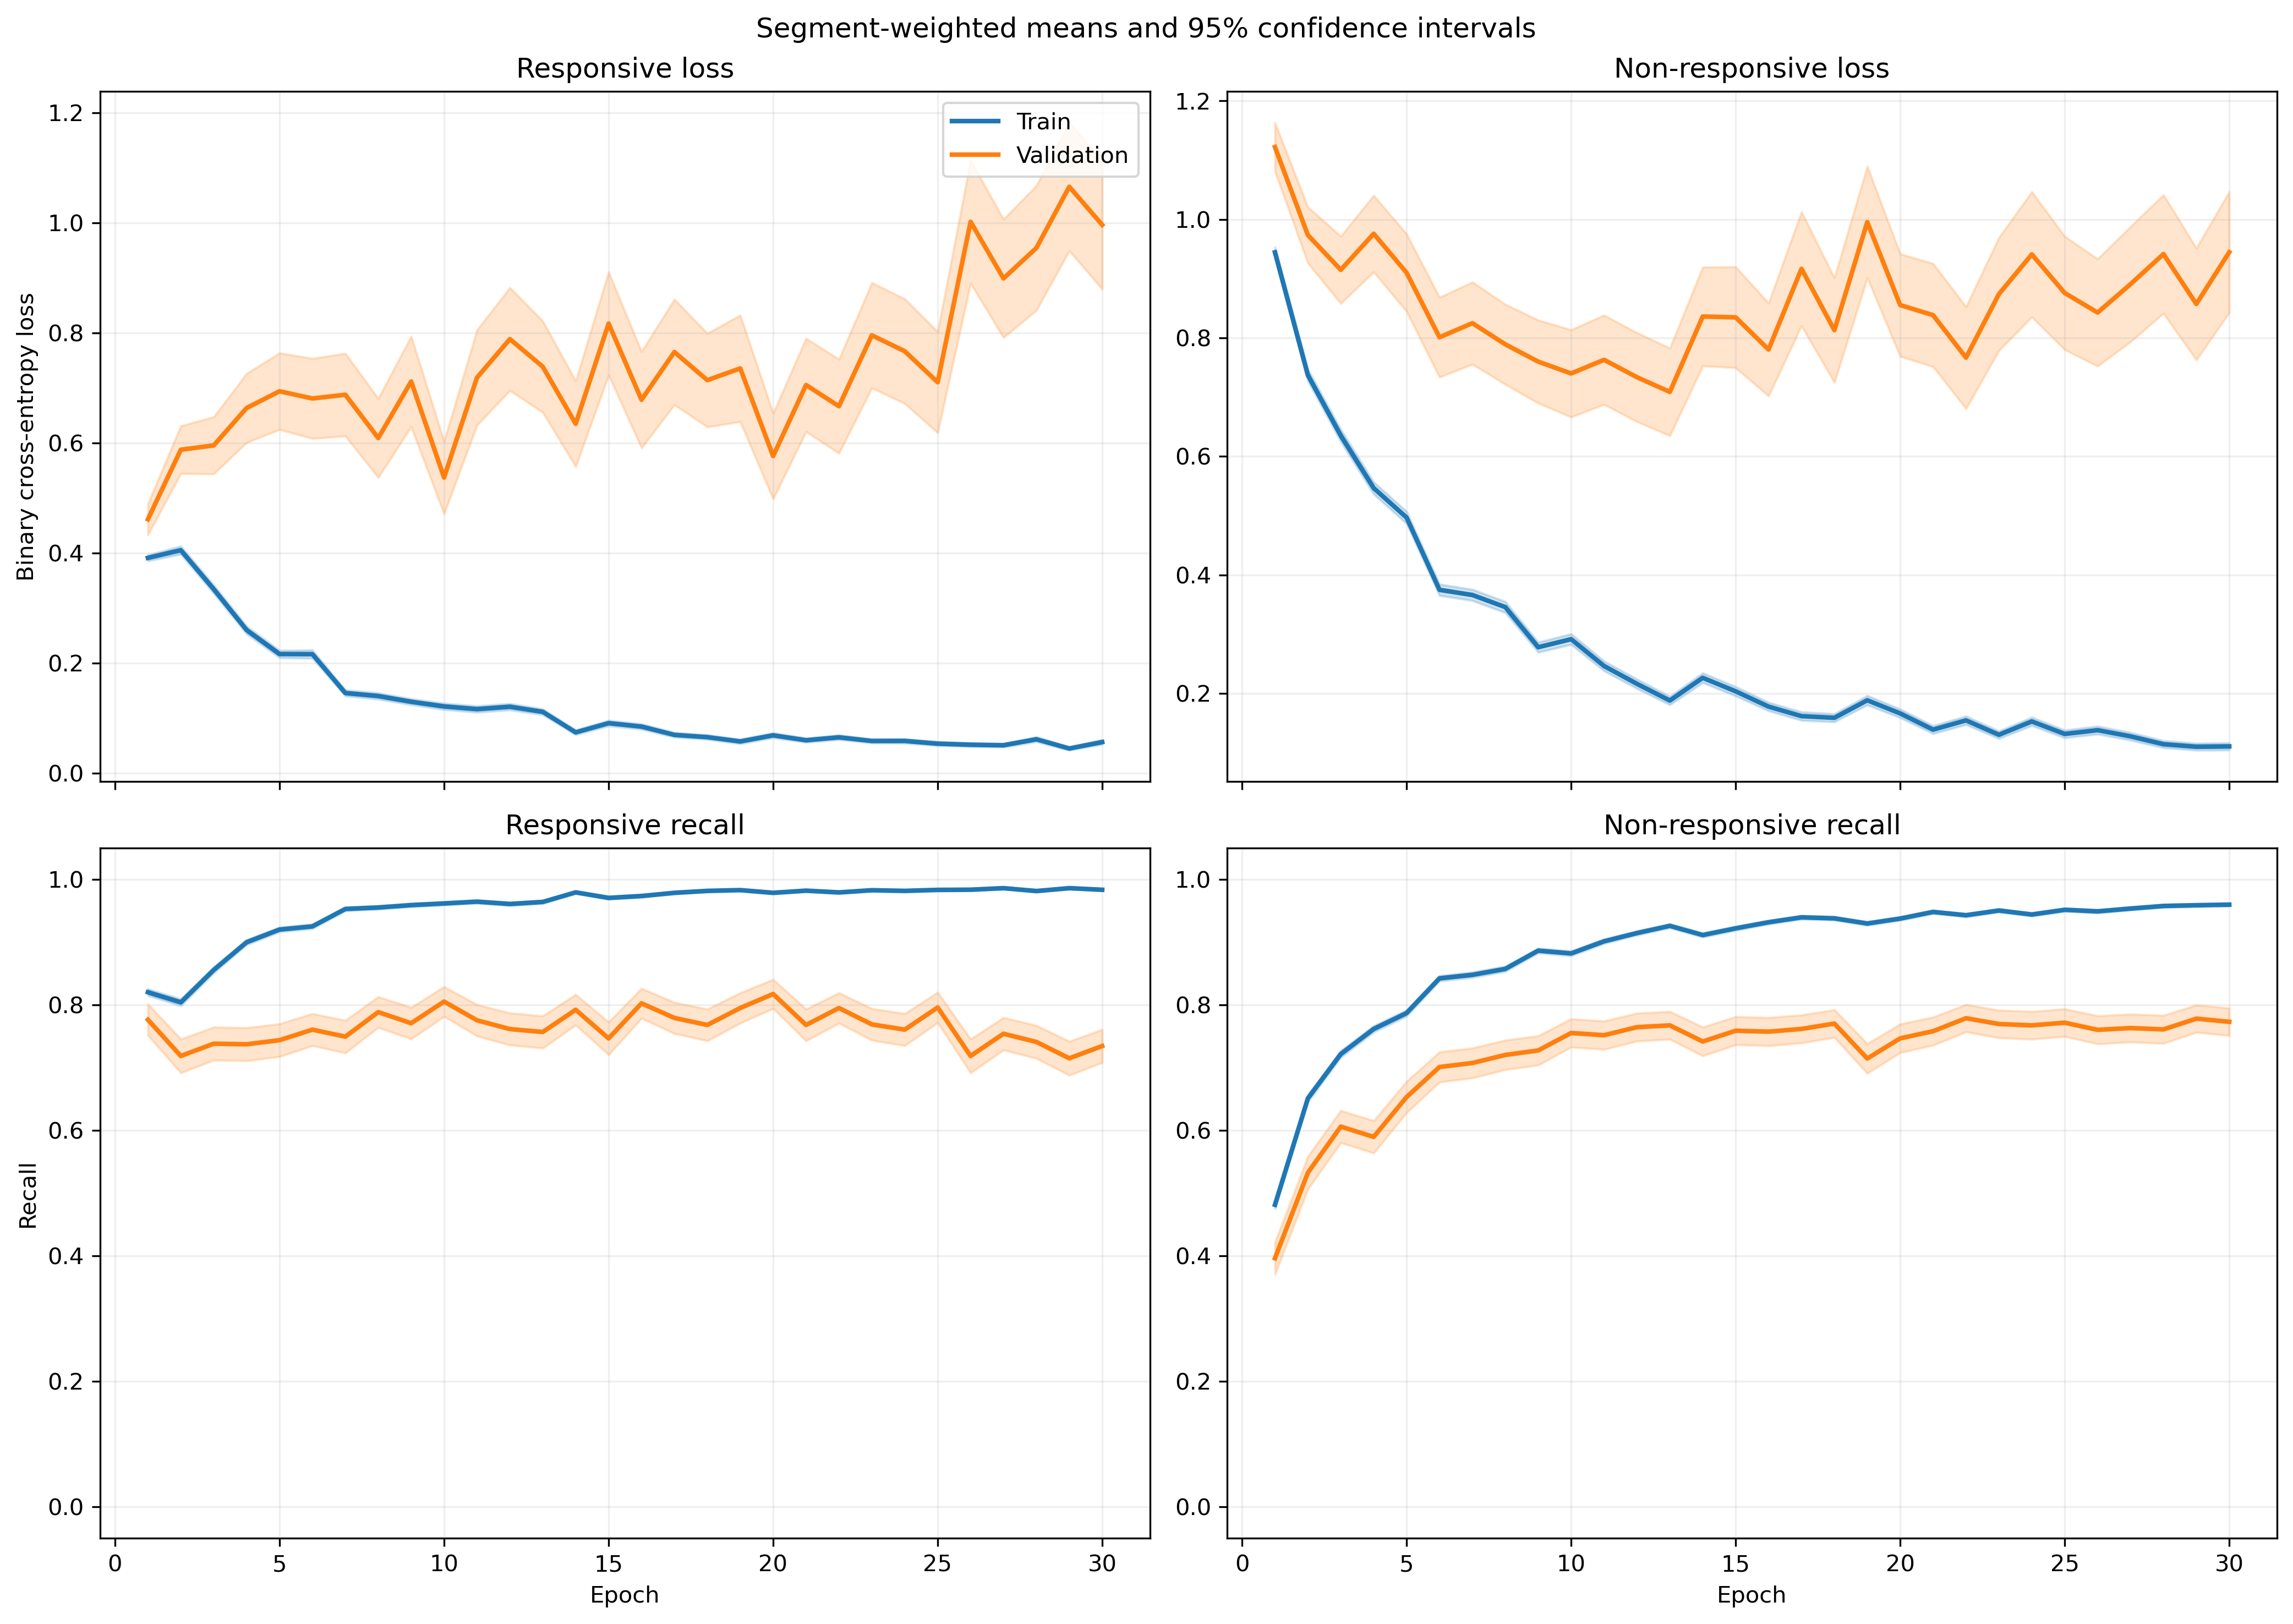 Segment-weighted means and 95% confidence intervals
Responsive loss
Non-responsive loss
Train
Validation
Binary cross-entropy loss
1.2
1.0
0.8
0.6
0.4
0.2
0.0
1.2
1.0
0.8
0.6
0.4
0.2
Responsive recall
Non-responsive recall
Recall
1.0
0.8
0.6
0.4
0.2
0.0
0 5 10 15 20 25 30
Epoch
1.0
0.8
0.6
0.4
0.2
0.0
0 5 10 15 20 25 30
Epoch